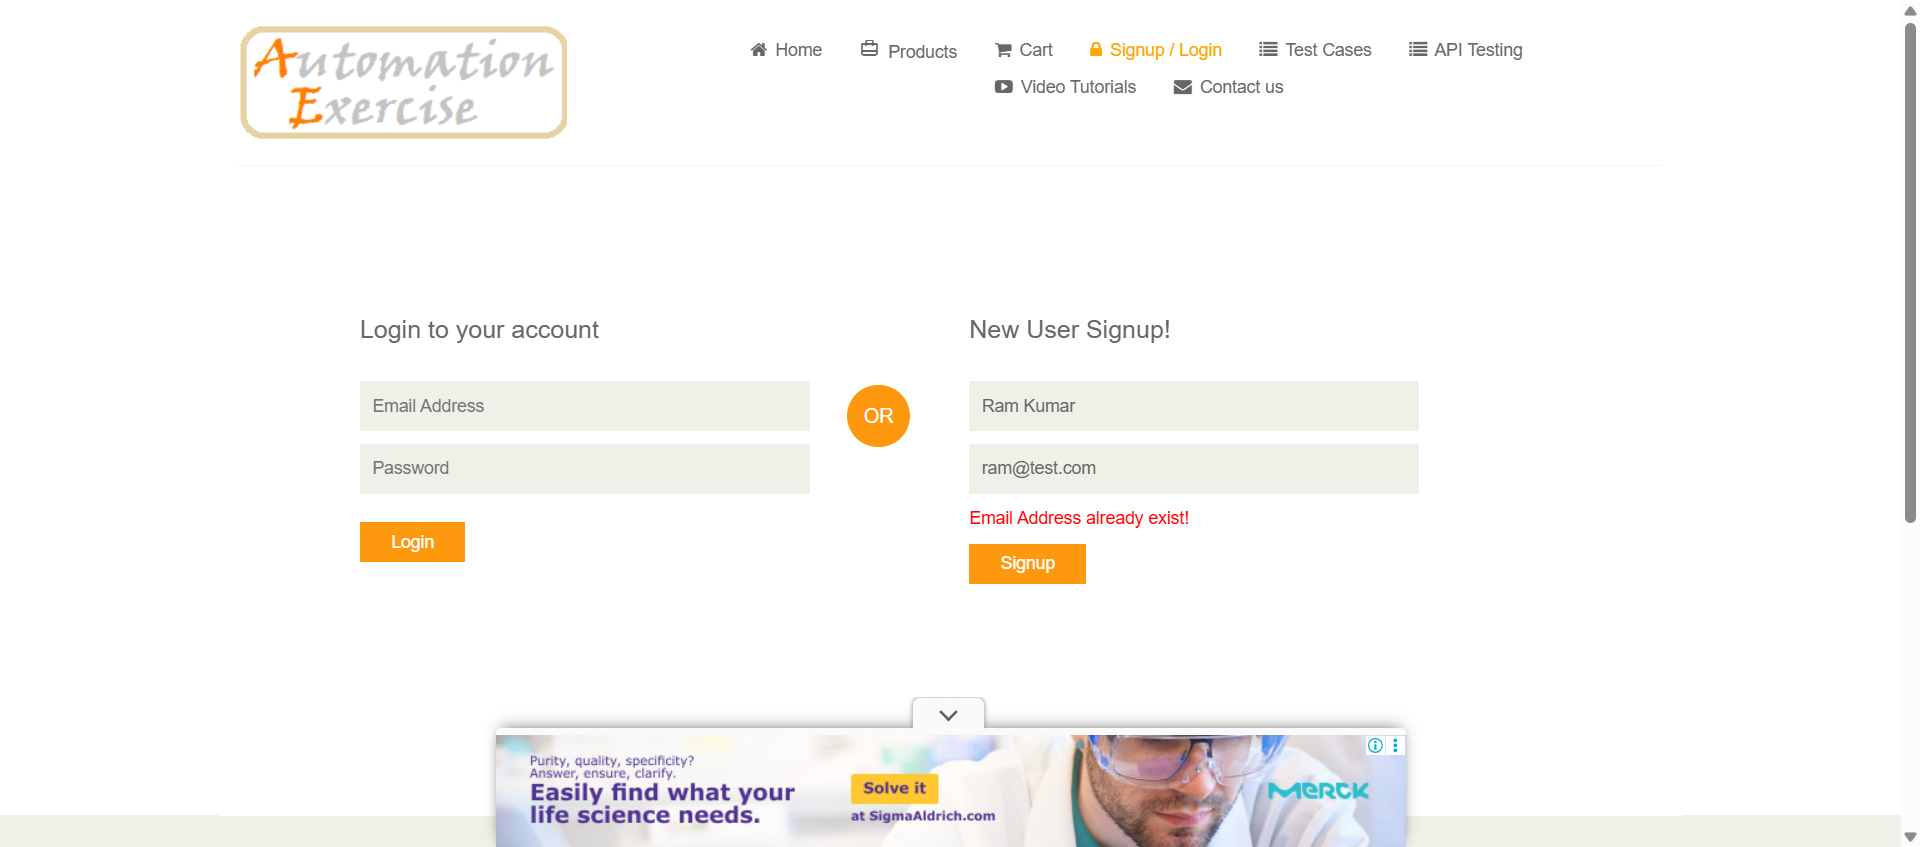 Automation
Exercise
Home
Products
Cart
Signup / Login
Test Cases
API Testing
Video Tutorials
Contact us
Login to your account
Email Address
Password
Login
OR
New User Signup!
Ram Kumar
ram@test.com
Email Address already exist!
Signup
Purity, quality, specificity?
Answer, ensure, clarify.
Easily find what your
life science needs.
Solve it
at SigmaAldrich.com
MERCK